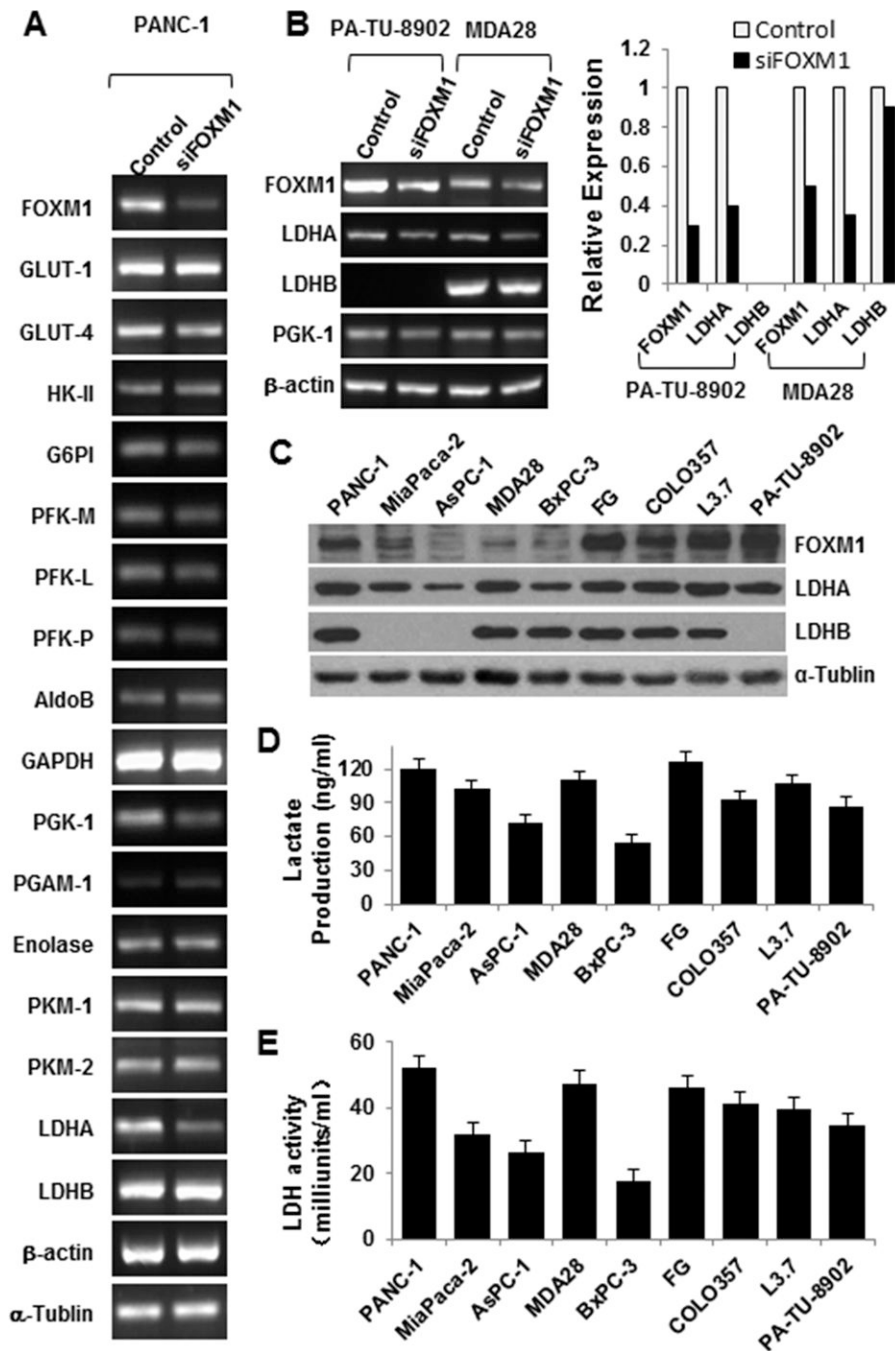 A
PANC-1
Control
siFOXM1
FOXM1
GLUT-1
GLUT-4
HK-II
G6PI
PFK-M
PFK-L
PFK-P
AldoB
GAPDH
PGK-1
PGAM-1
Enolase
PKM-1
PKM-2
LDHA
LDHB
β-actin
α-Tublin
B
PA-TU-8902 MDA28
Control
siFOXM1
Control
siFOXM1
FOXM1
LDHA
LDHB
PGK-1
β-actin
Control
siFOXM1
Relative Expression
1.2
1
0.8
0.6
0.4
0.2
0
FOXM1
LDHA
LDHB
FOXM1
LDHA
LDHB
PA-TU-8902
MDA28
C
PANC-1
MiaPaca-2
AsPC-1
MDA28
BxPC-3
FG
COLO357
L3.7
PA-TU-8902
FOXM1
LDHA
LDHB
α-Tublin
D
Lactate
Production (ng/ml)
120
90
60
30
0
PANC-1
MiaPaca-2
AsPC-1
MDA28
BxPC-3
FG
COLO357
L3.7
PA-TU-8902
E
LDH activity
(milliunits/ml)
60
40
20
0
PANC-1
MiaPaca-2
AsPC-1
MDA28
BxPC-3
FG
COLO357
L3.7
PA-TU-8902